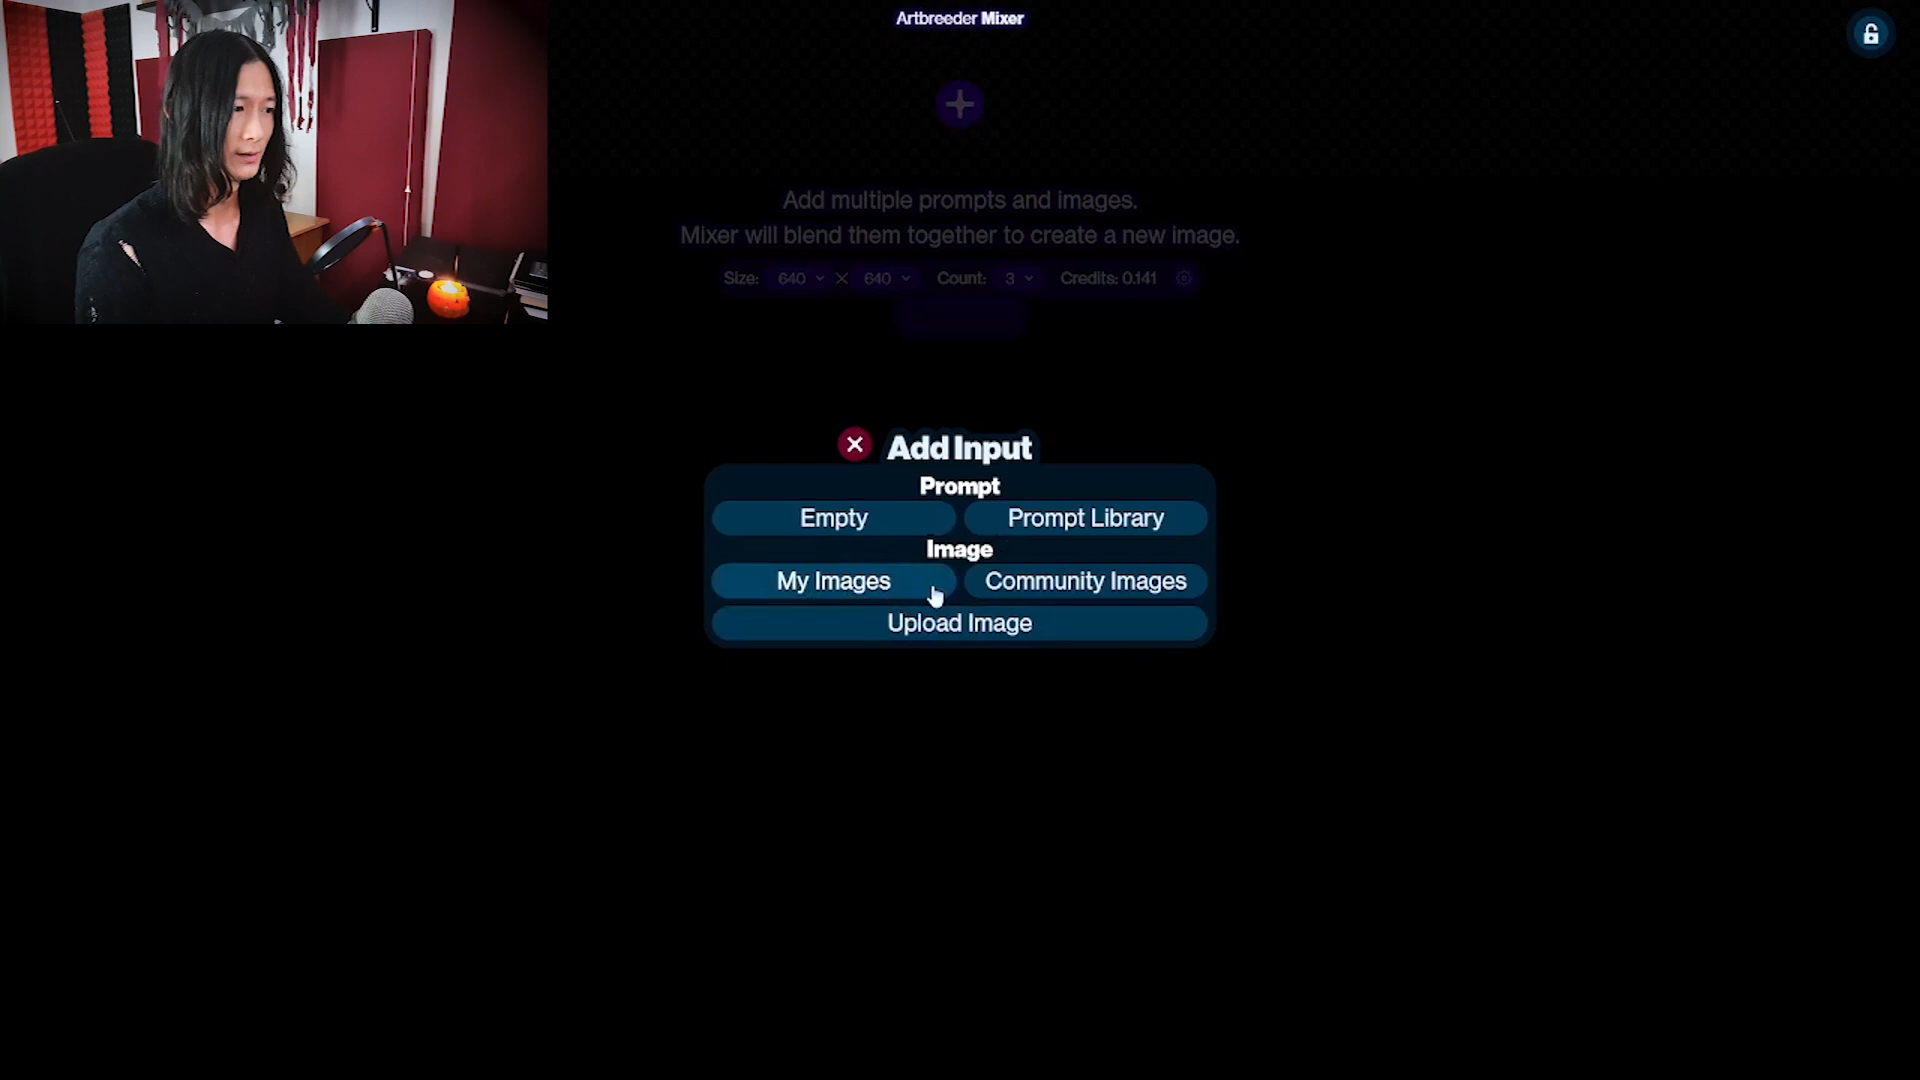 Artbreeder Mixer
Add multiple prompts and images.
Mixer will blend them together to create a new image.
Size: 640 × 640 Count: 3 Credits: 0.141
Add Input
Prompt
Empty Prompt Library
Image
My Images Community Images
Upload Image